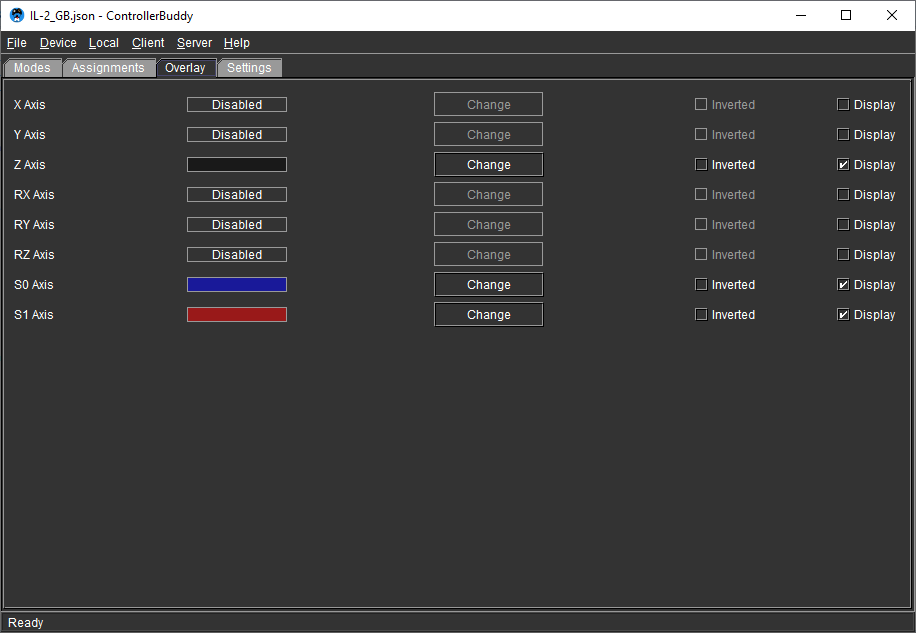 IL-2_GB.json - ControllerBuddy
File Device Local Client Server Help
Modes Assignments Overlay Settings
X Axis Disabled Change Inverted Display
Y Axis Disabled Change Inverted Display
Z Axis Change Inverted Display
RX Axis Disabled Change Inverted Display
RY Axis Disabled Change Inverted Display
RZ Axis Disabled Change Inverted Display
S0 Axis Change Inverted Display
S1 Axis Change Inverted Display
Ready